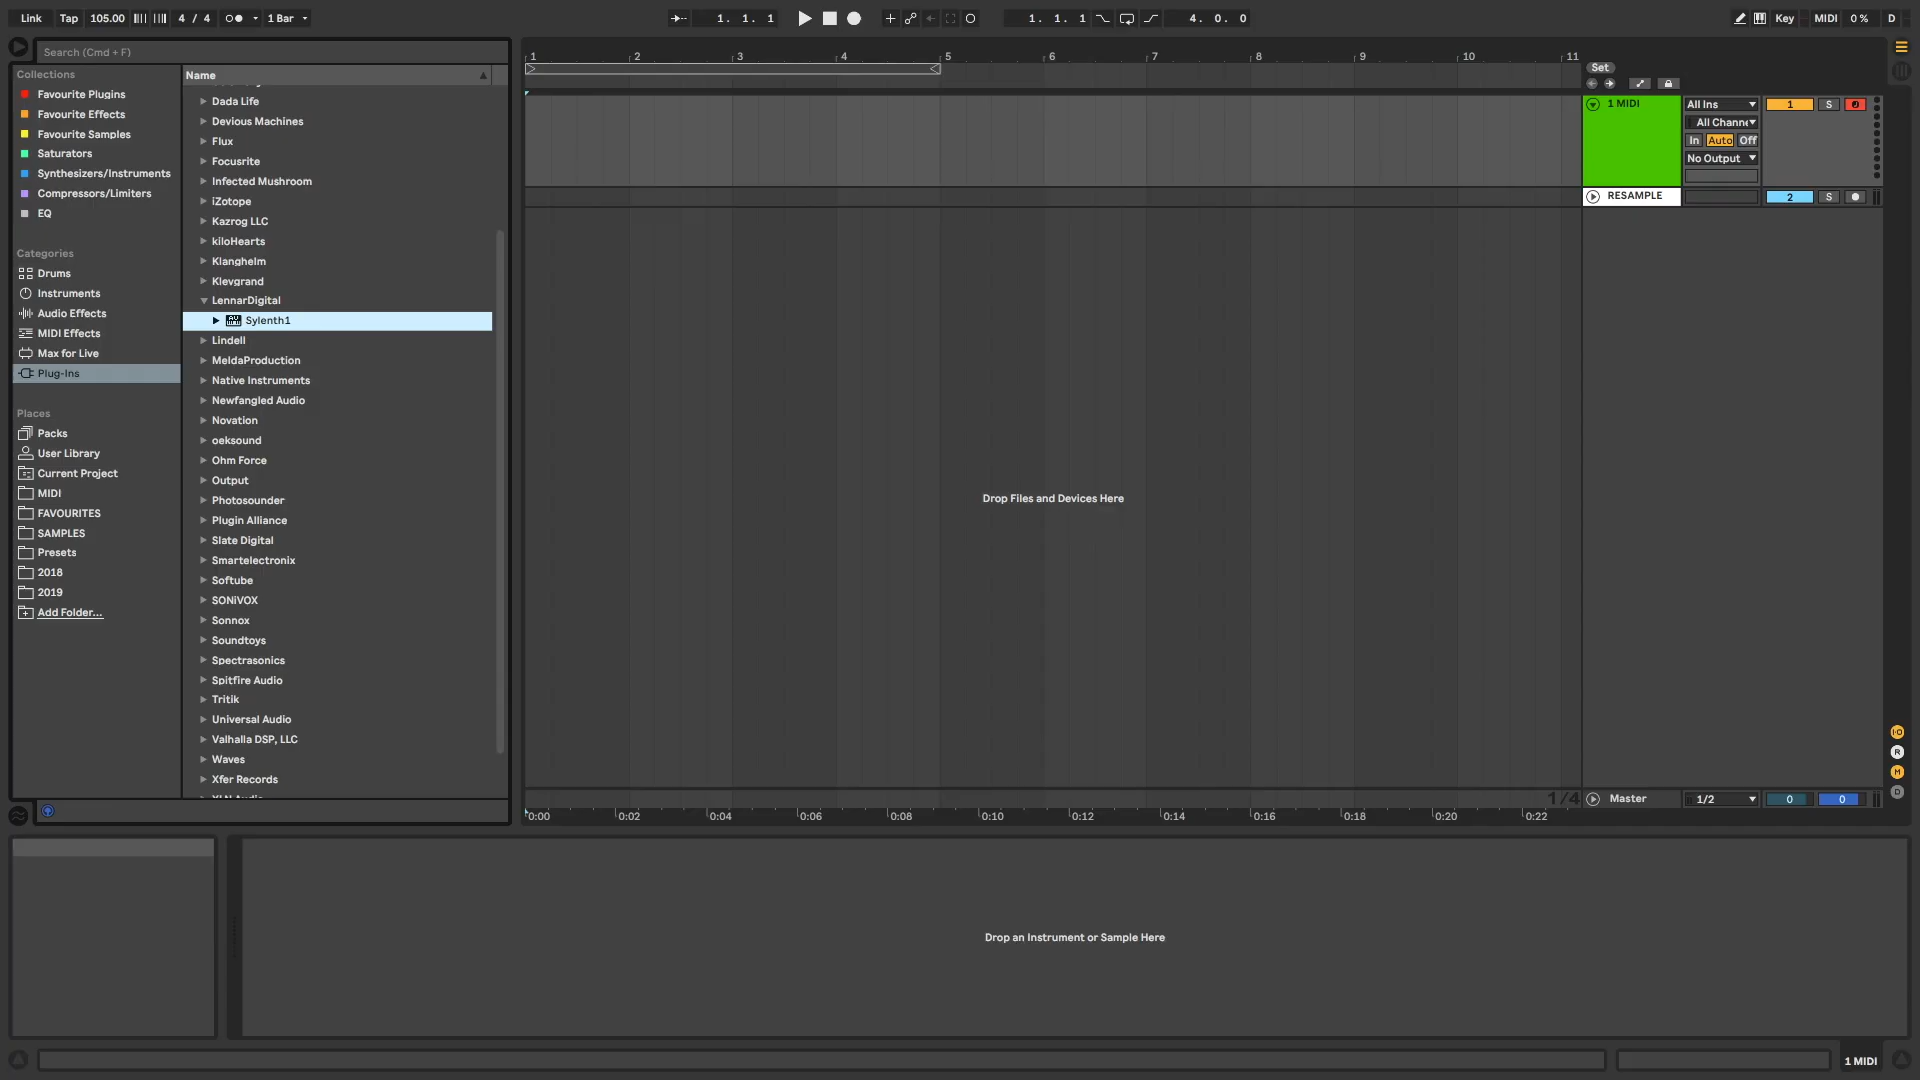 Link Tap 105.00 4 / 4 1 Bar 1. 1. 1 1. 1. 1 4. 0. 0 Key MIDI 0 % D
Search (Cmd + F)
Collections
Favourite Plugins
Favourite Effects
Favourite Samples
Saturators
Synthesizers/Instruments
Compressors/Limiters
EQ
Categories
Drums
Instruments
Audio Effects
MIDI Effects
Max for Live
Plug-Ins
Places
Packs
User Library
Current Project
MIDI
FAVOURITES
SAMPLES
Presets
2018
2019
Add Folder...
Name
Dada Life
Devious Machines
Flux
Focusrite
Infected Mushroom
iZotope
Kazrog LLC
kiloHearts
Klanghelm
Klevgrand
LennarDigital
Sylenth1
Lindell
MeldaProduction
Native Instruments
Newfangled Audio
Novation
oeksound
Ohm Force
Output
Photosounder
Plugin Alliance
Slate Digital
Smartelectronix
Softube
SONiVOX
Sonnox
Soundtoys
Spectrasonics
Spitfire Audio
Tritik
Universal Audio
Valhalla DSP, LLC
Waves
Xfer Records
1 2 3 4 5 6 7 8 9 10 11
Set
1 MIDI All Ins 1 S
All Channe
In Auto Off
No Output
RESAMPLE 2 S
Drop Files and Devices Here
I·O
R
M
D
1/4 Master 1/2 0 0
0:00 0:02 0:04 0:06 0:08 0:10 0:12 0:14 0:16 0:18 0:20 0:22
Drop an Instrument or Sample Here
1 MIDI